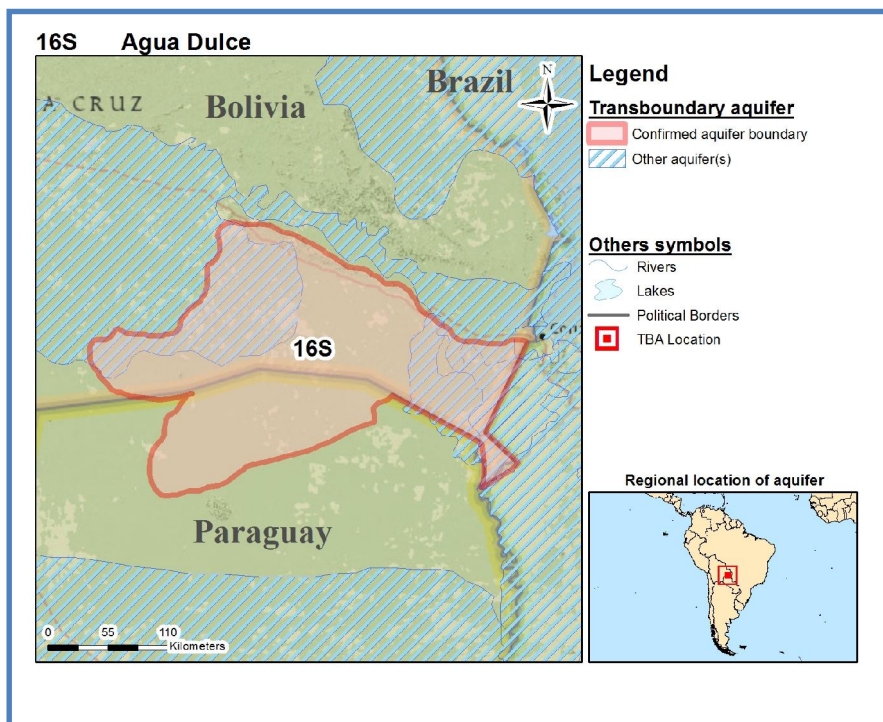 16S Agua Dulce
A CRUZ
Bolivia
Brazil
N
16S
Paraguay
0 55 110
Kilometers
Legend
Transboundary aquifer
Confirmed aquifer boundary
Other aquifer(s)
Others symbols
Rivers
Lakes
Political Borders
TBA Location
Regional location of aquifer